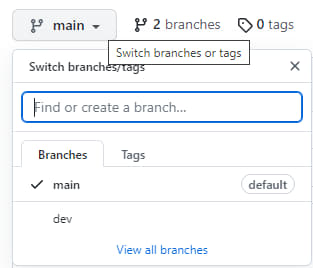 main 2 branches 0 tags
Switch branches or tags
Switch branches/tags
Find or create a branch...
Branches Tags
main default
dev
View all branches